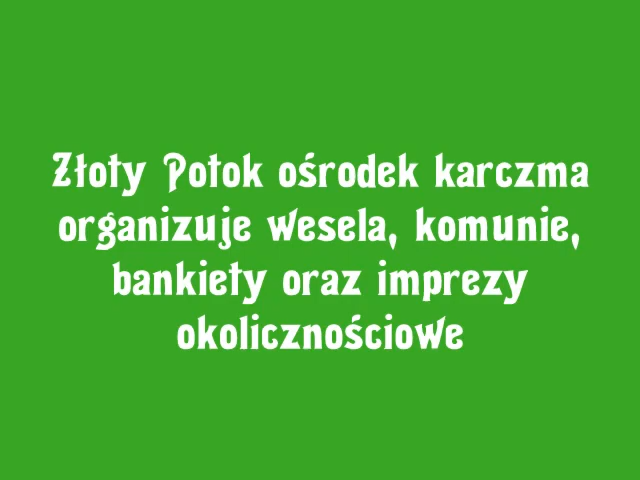 Złoty Potok ośrodek karczma
organizuje wesela, komunie,
bankiety oraz imprezy
okolicznościowe